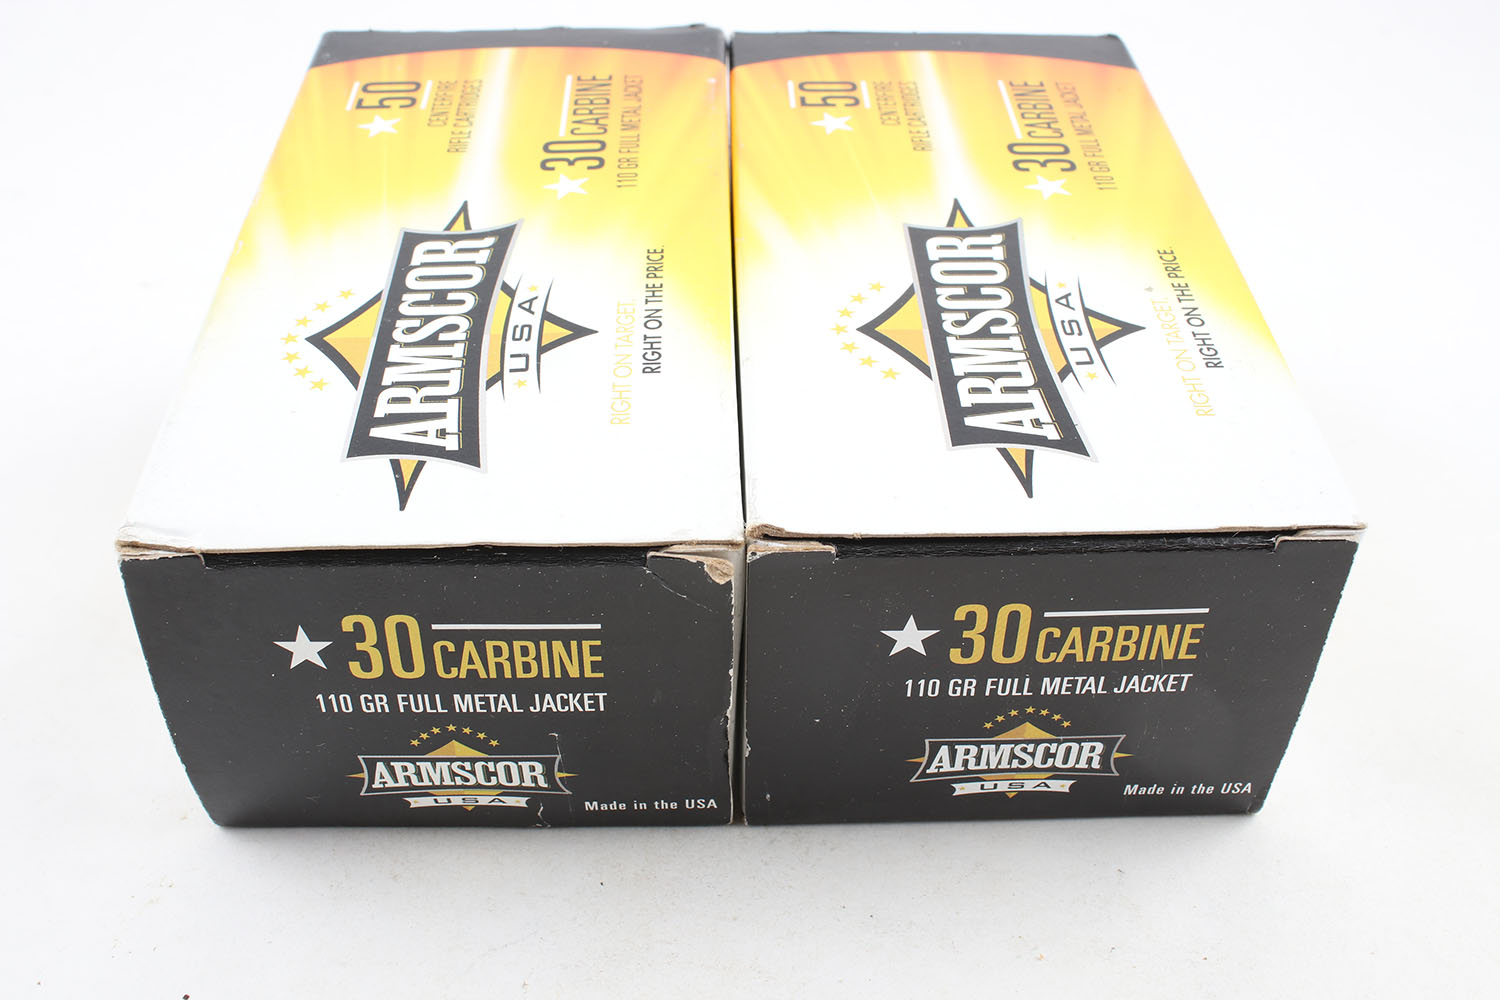 50
CENTERFIRE
RIFLE CARTRIDGES
30 CARBINE
110 GR FULL METAL JACKET
ARMSCOR
USA
RIGHT ON TARGET.
RIGHT ON THE PRICE.
50
CENTERFIRE
RIFLE CARTRIDGES
30 CARBINE
110 GR FULL METAL JACKET
ARMSCOR
USA
RIGHT ON TARGET.
RIGHT ON THE PRICE.
30 CARBINE
110 GR FULL METAL JACKET
ARMSCOR
USA
Made in the USA
30 CARBINE
110 GR FULL METAL JACKET
ARMSCOR
USA
Made in the USA